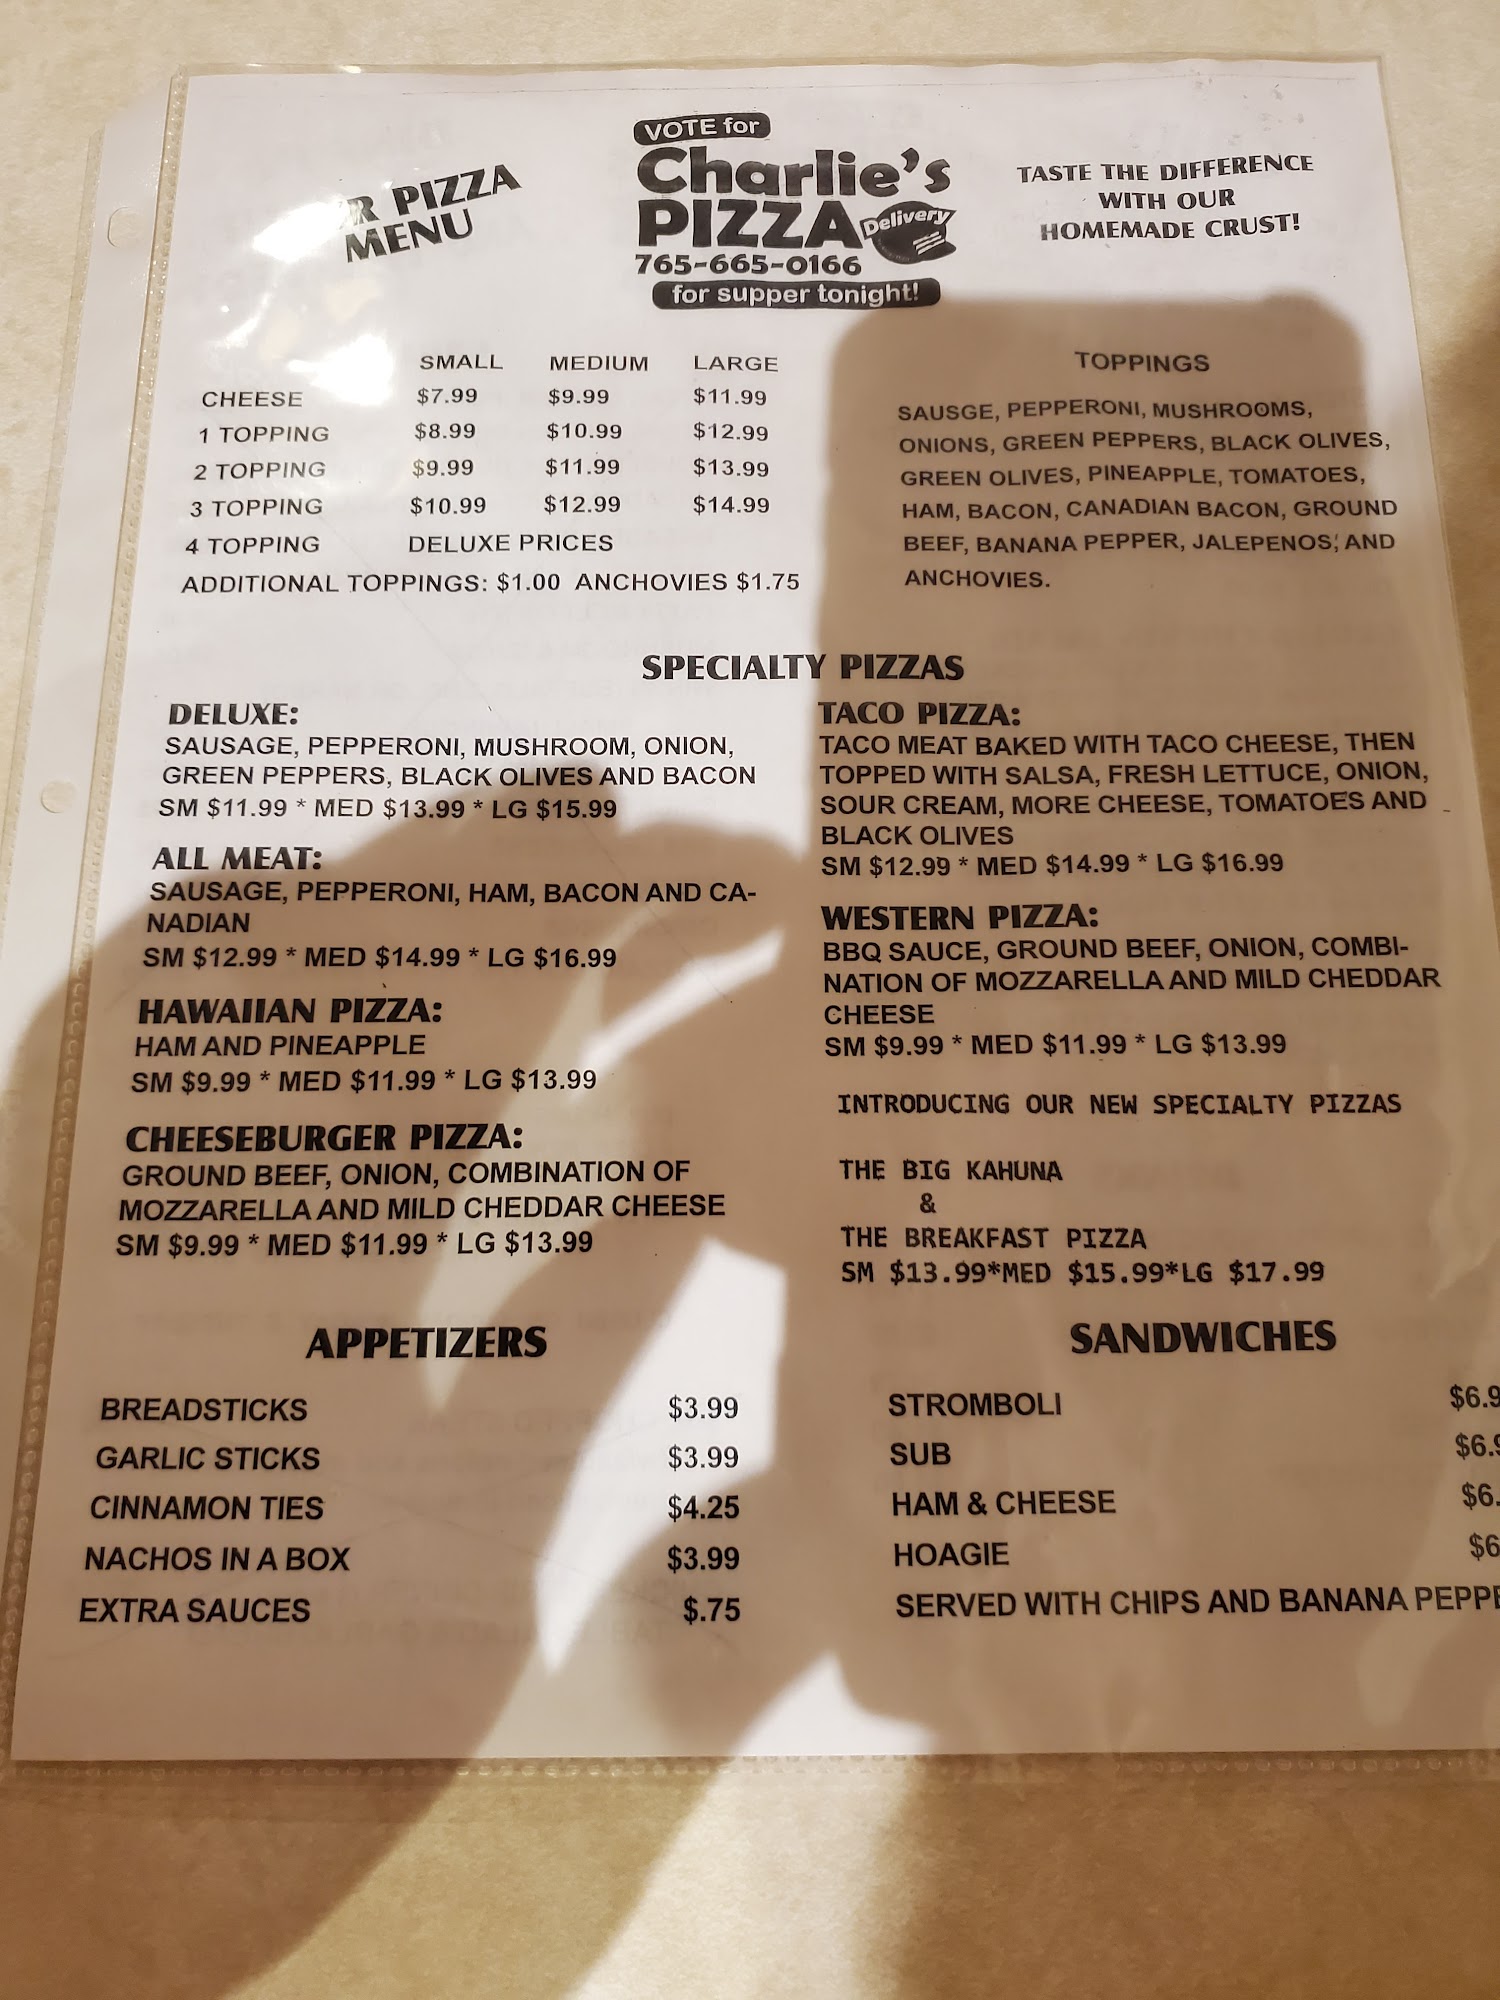 R PIZZA
MENU
VOTE for
Charlie's
PIZZA
Delivery
765-665-0166
for supper tonight!
TASTE THE DIFFERENCE
WITH OUR
HOMEMADE CRUST!
SMALL MEDIUM LARGE
CHEESE $7.99 $9.99 $11.99
1 TOPPING $8.99 $10.99 $12.99
2 TOPPING $9.99 $11.99 $13.99
3 TOPPING $10.99 $12.99 $14.99
4 TOPPING DELUXE PRICES
ADDITIONAL TOPPINGS: $1.00 ANCHOVIES $1.75
TOPPINGS
SAUSGE, PEPPERONI, MUSHROOMS,
ONIONS, GREEN PEPPERS, BLACK OLIVES,
GREEN OLIVES, PINEAPPLE, TOMATOES,
HAM, BACON, CANADIAN BACON, GROUND
BEEF, BANANA PEPPER, JALEPENOS, AND
ANCHOVIES.
SPECIALTY PIZZAS
DELUXE:
SAUSAGE, PEPPERONI, MUSHROOM, ONION,
GREEN PEPPERS, BLACK OLIVES AND BACON
SM $11.99 * MED $13.99 * LG $15.99
ALL MEAT:
SAUSAGE, PEPPERONI, HAM, BACON AND CA-
NADIAN
SM $12.99 * MED $14.99 * LG $16.99
HAWAIIAN PIZZA:
HAM AND PINEAPPLE
SM $9.99 * MED $11.99 * LG $13.99
CHEESEBURGER PIZZA:
GROUND BEEF, ONION, COMBINATION OF
MOZZARELLA AND MILD CHEDDAR CHEESE
SM $9.99 * MED $11.99 * LG $13.99
TACO PIZZA:
TACO MEAT BAKED WITH TACO CHEESE, THEN
TOPPED WITH SALSA, FRESH LETTUCE, ONION,
SOUR CREAM, MORE CHEESE, TOMATOES AND
BLACK OLIVES
SM $12.99 * MED $14.99 * LG $16.99
WESTERN PIZZA:
BBQ SAUCE, GROUND BEEF, ONION, COMBI-
NATION OF MOZZARELLA AND MILD CHEDDAR
CHEESE
SM $9.99 * MED $11.99 * LG $13.99
INTRODUCING OUR NEW SPECIALTY PIZZAS
THE BIG KAHUNA
&
THE BREAKFAST PIZZA
SM $13.99*MED $15.99*LG $17.99
APPETIZERS
BREADSTICKS $3.99
GARLIC STICKS $3.99
CINNAMON TIES $4.25
NACHOS IN A BOX $3.99
EXTRA SAUCES $.75
SANDWICHES
STROMBOLI $6.9
SUB $6.9
HAM & CHEESE $6.
HOAGIE $6
SERVED WITH CHIPS AND BANANA PEPPE